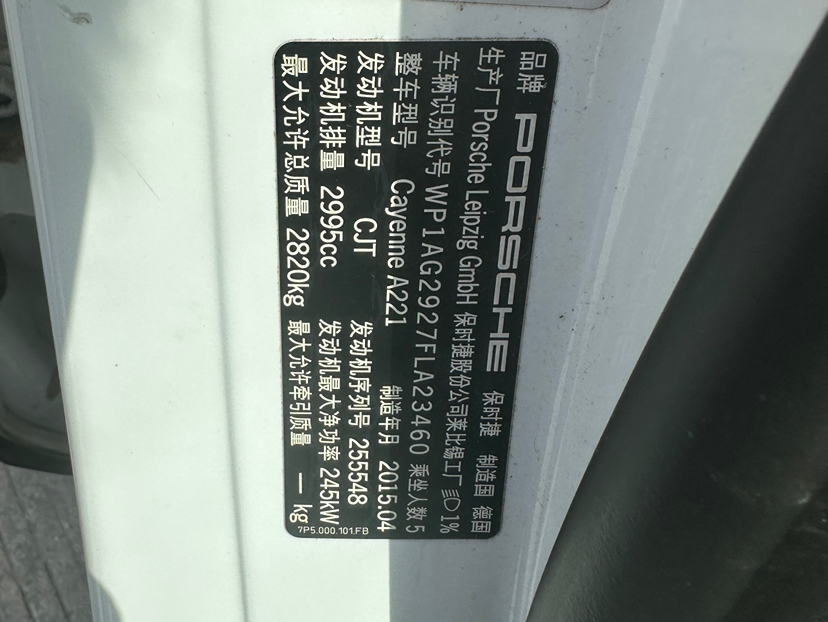 品牌 PORSCHE 保时捷 制造国 德国
生产厂 Porsche Leipzig GmbH 保时捷股份公司莱比锡工厂 1%
车辆识别代号 WP1AG2927FLA23460 乘坐人数 5
整车型号 Cayenne A221 制造年月 2015.04
发动机型号 CJT 发动机序列号 255548
发动机排量 2995cc 发动机最大净功率 245kW
最大允许总质量 2820kg 最大允许牵引质量 — kg
7P5.000.101.FB